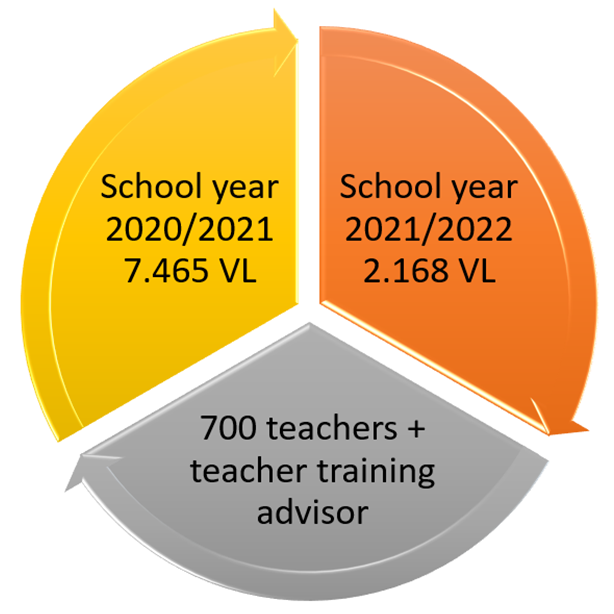 School year
2020/2021
7.465 VL
School year
2021/2022
2.168 VL
700 teachers +
teacher training
advisor